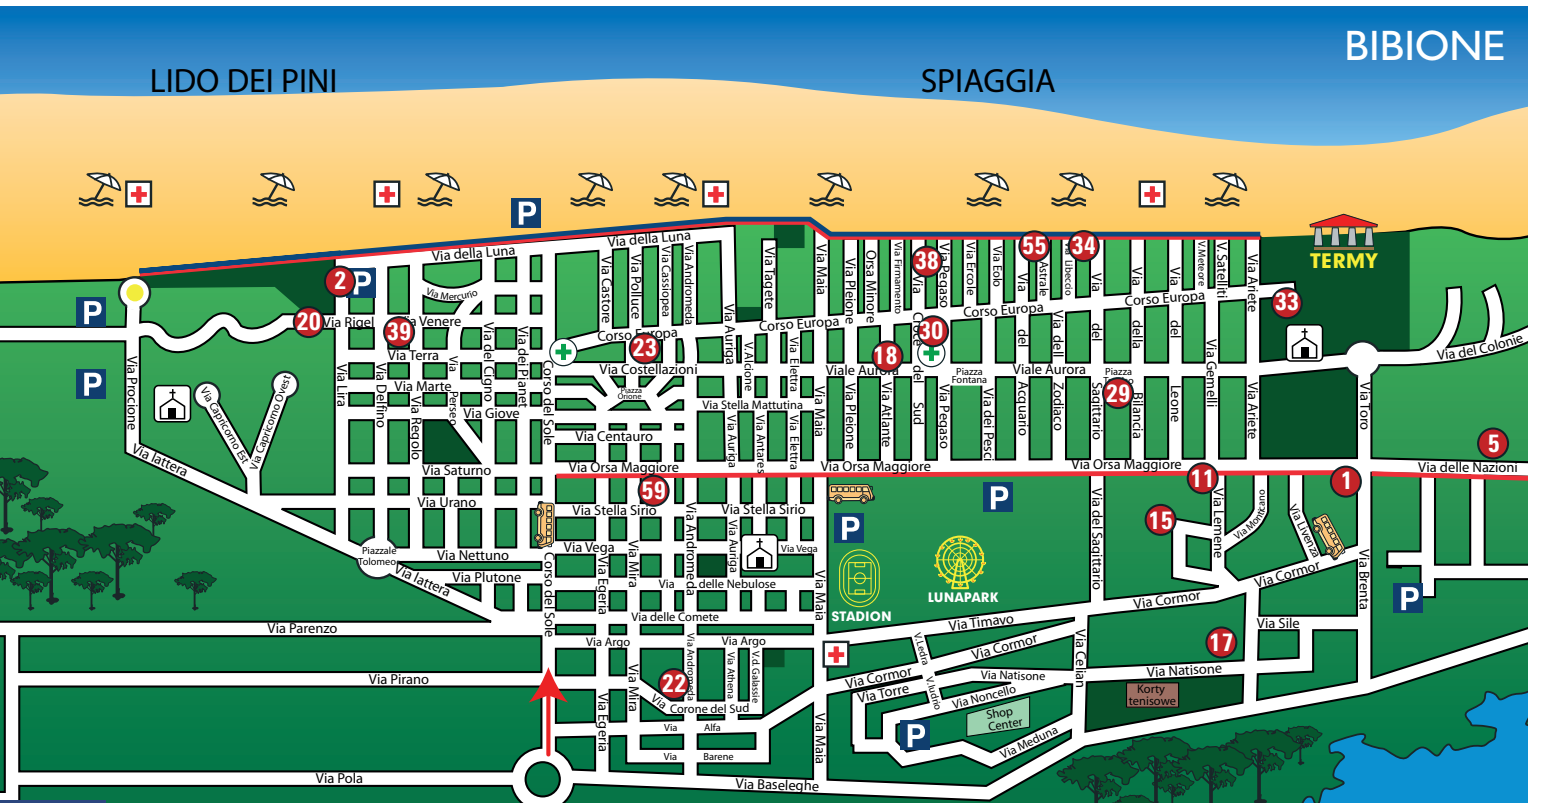 BIBIONE
LIDO DEI PINI
SPIAGGIA
P
TERMY
Via della Luna
Via della Luna
55
34
38
2
P
33
20
39
30
23
18
29
5
11
1
59
15
17
22
P
P
P
P
P
P
Via Mercurio
Via Rigel
Via Venere
Via Terra
Via Marte
Via Giove
Via Saturno
Via Urano
Via Nettuno
Via Plutone
Via Lira
Via Delfino
Via Regolo
Via
Perseo
Via del Cigno
Via dei Pianet
Corso del Sole
Corso del Sole
Via Procione
Via Capricorno Est
Via Capricorno Ovest
Via lattera
Via lattera
Piazzale
Tolomeo
Via Castore
Via Polluce
Via Cassiopea
Via Andromeda
Via Auriga
Via Tagete
Via Maia
Via Pleione
Orsa Minore
Via Firmamento
Via
Via Pegaso
Via Ercole
Via Eolo
Via
Astrale
Via Libeccio
Via
Via
Via
V.Meteore
V. Satelliti
Via Ariete
Corso Europa
Corso Europa
Corso Europa
Corso Europa
Via Costellazioni
Piazza
Orione
V.Alcione
Via Elettra
Viale Aurora
Viale Aurora
Piazza
Fontana
Piazza
Croce del
Sud
del
dell
del
della
del
Via Gemelli
Via Stella Mattutina
Via Centauro
Via Auriga
Via Antares
Via Elettra
Via Maia
Via Pleione
Via Atlante
Via Pegaso
Via dei Pesci
Acquario
Zodiaco
Sagittario
Bilancia
Leone
Via Ariete
Via Toro
Via del Colonie
Via Orsa Maggiore
Via Orsa Maggiore
Via Orsa Maggiore
Via delle Nazioni
Via Stella Sirio
Via Stella Sirio
Via Vega
Via Vega
Via Egeria
Via Mira
Via Andromeda
Via Auriga
Via delle Nebulose
Via Maia
Via delle Comete
Via Argo
Via Argo
Via Andromeda
Via Athena
V.d. Galassie
Via Mira
Via Egeria
Via
Corone del Sud
Via Alfa
Via Barene
Via Maia
STADION
LUNAPARK
Via del Sagittario
Via Lemene
Via Livenza
Via Brenta
Via Cormor
Via Cormor
Via Cormor
Via Cormor
Via Timavo
Via Sile
Via Natisone
Via Natisone
V.Ledra
V.Iudrio
Via Torre
Via Noncello
Via Celian
Via Meduna
Shop
Center
Korty
tenisowe
Via Parenzo
Via Pirano
Via Pola
Via Baseleghe